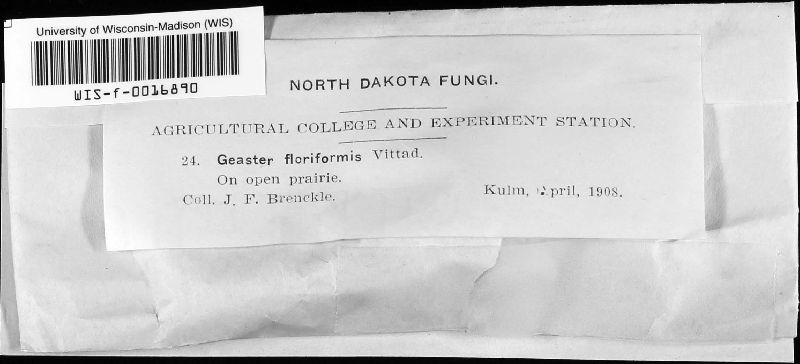 University of Wisconsin-Madison (WIS)
WIS-f-0016890
NORTH DAKOTA FUNGI.
AGRICULTURAL COLLEGE AND EXPERIMENT STATION.
24. Geaster floriformis Vittad.
On open prairie.
Coll. J. F. Brenckle.
Kulm, April, 1908.